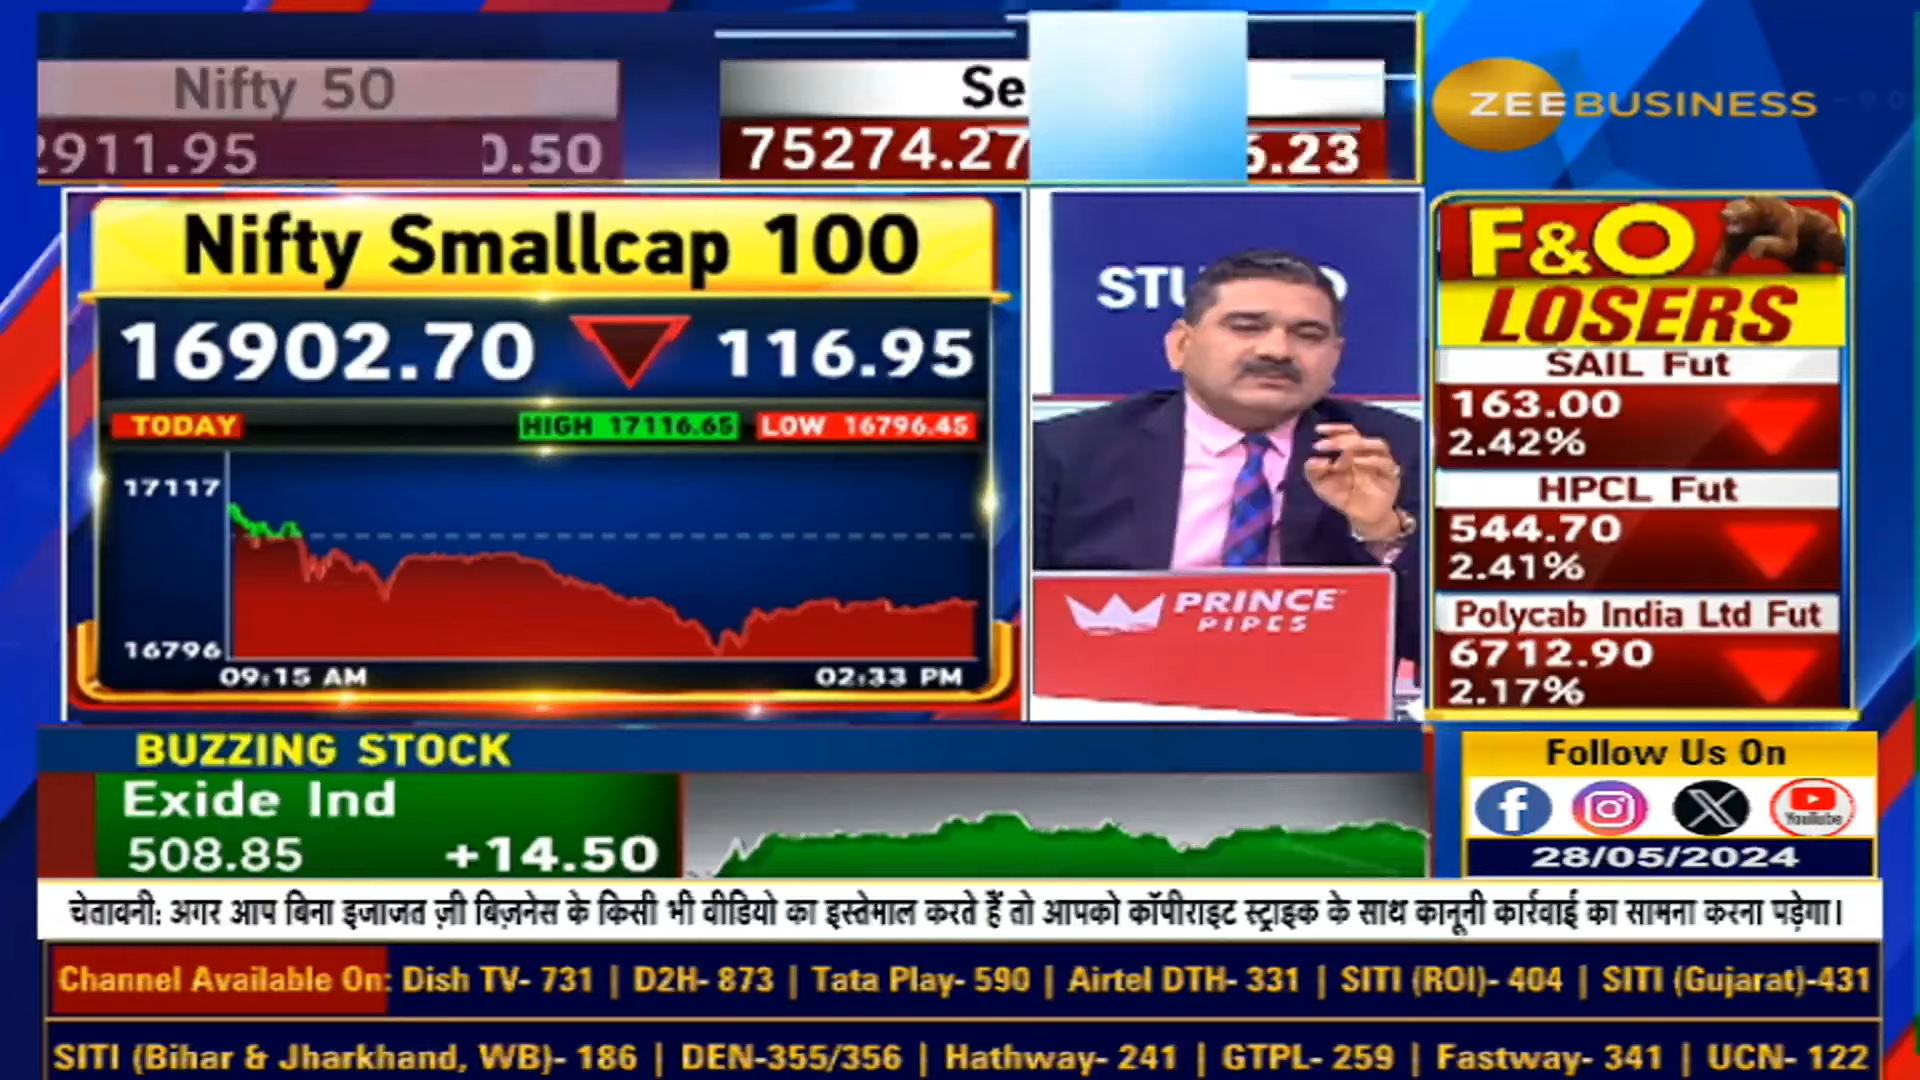 Nifty 50
2911.95 0.50
Se
75274.27 6.23
ZEEBUSINESS
Nifty Smallcap 100
16902.70 116.95
TODAY HIGH 17116.65 LOW 16796.45
17117
16796
09:15 AM 02:33 PM
PRINCE
PIPES
F&O
LOSERS
SAIL Fut
163.00
2.42%
HPCL Fut
544.70
2.41%
Polycab India Ltd Fut
6712.90
2.17%
BUZZING STOCK
Exide Ind
508.85 +14.50
Follow Us On
YouTube
28/05/2024
चेतावनी: अगर आप बिना इजाजत ज़ी बिज़नेस के किसी भी वीडियो का इस्तेमाल करते हैं तो आपको कॉपीराइट स्ट्राइक के साथ कानूनी कार्रवाई का सामना करना पड़ेगा।
Channel Available On: Dish TV- 731 | D2H- 873 | Tata Play- 590 | Airtel DTH- 331 | SITI (ROI)- 404 | SITI (Gujarat)-431
SITI (Bihar & Jharkhand, WB)- 186 | DEN-355/356 | Hathway- 241 | GTPL- 259 | Fastway- 341 | UCN- 122